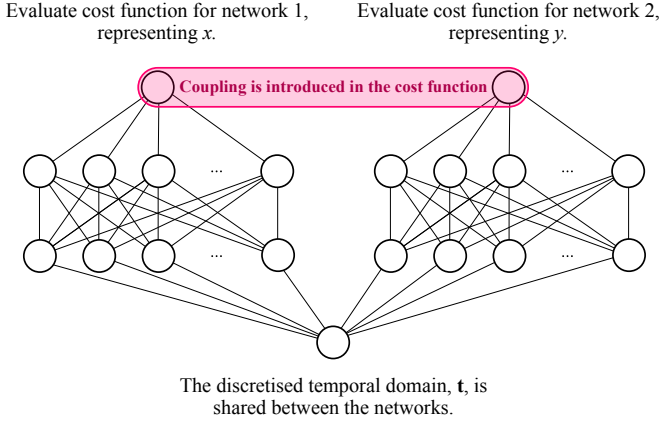 Evaluate cost function for network 1,
representing x.
Evaluate cost function for network 2,
representing y.
Coupling is introduced in the cost function
...
...
...
...
The discretised temporal domain, t, is
shared between the networks.